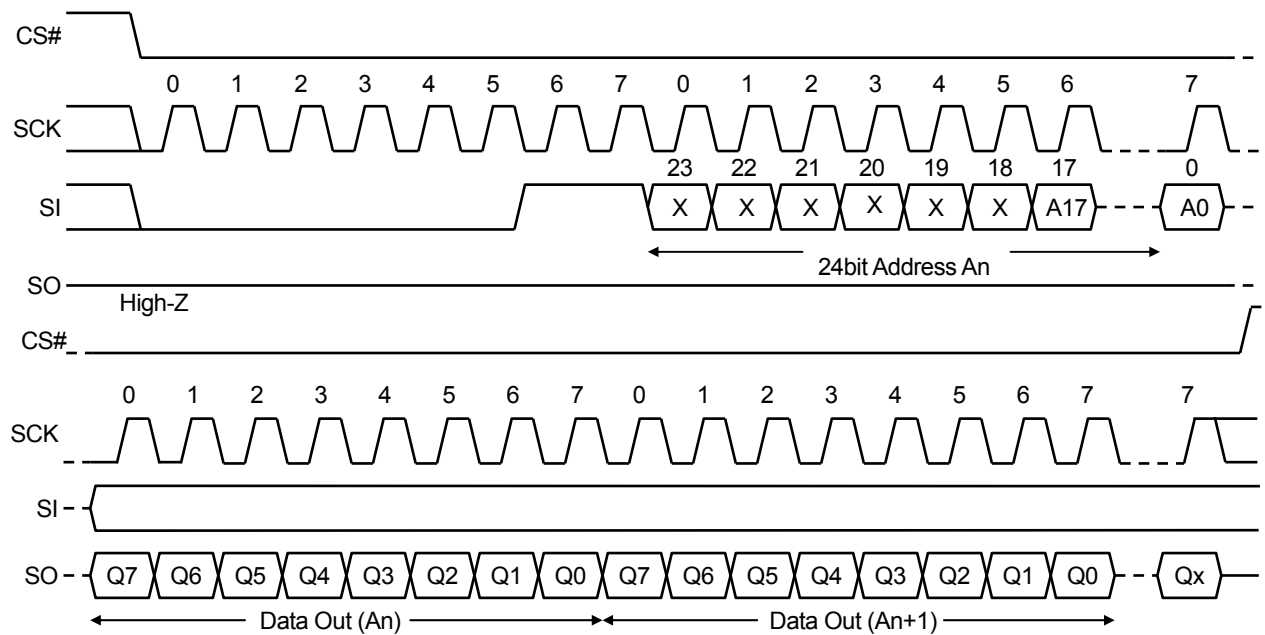 CS#
0 1 2 3 4 5 6 7 0 1 2 3 4 5 6 7
SCK
23 22 21 20 19 18 17 0
SI X X X X X X A17 A0
24bit Address An
SO
High-Z
CS#
0 1 2 3 4 5 6 7 0 1 2 3 4 5 6 7 7
SCK
SI
SO Q7 Q6 Q5 Q4 Q3 Q2 Q1 Q0 Q7 Q6 Q5 Q4 Q3 Q2 Q1 Q0 Qx
Data Out (An) Data Out (An+1)